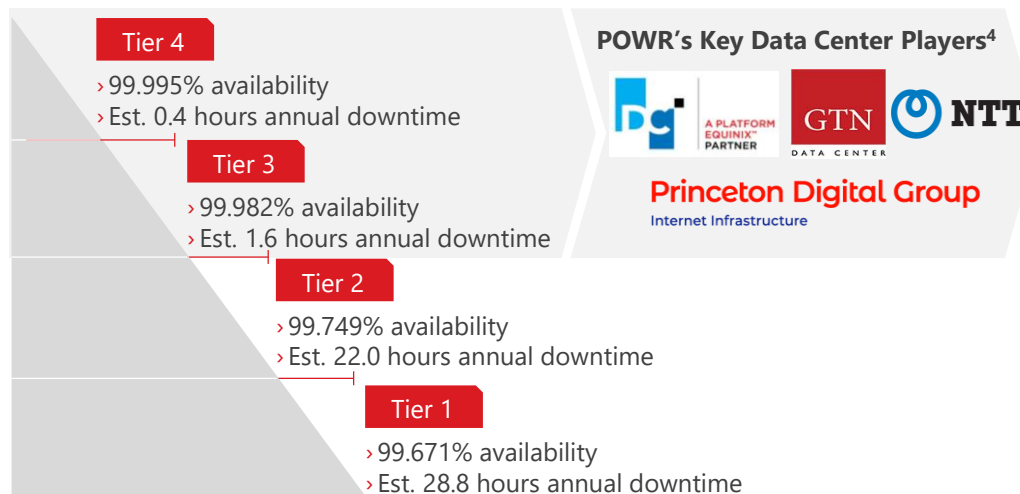 Tier 4
› 99.995% availability
› Est. 0.4 hours annual downtime
Tier 3
› 99.982% availability
› Est. 1.6 hours annual downtime
Tier 2
› 99.749% availability
› Est. 22.0 hours annual downtime
Tier 1
› 99.671% availability
› Est. 28.8 hours annual downtime
POWR's Key Data Center Players⁴
DCi
A PLATFORM
EQUINIX™
PARTNER
GTN
DATA CENTER
NTT
Princeton Digital Group
Internet Infrastructure